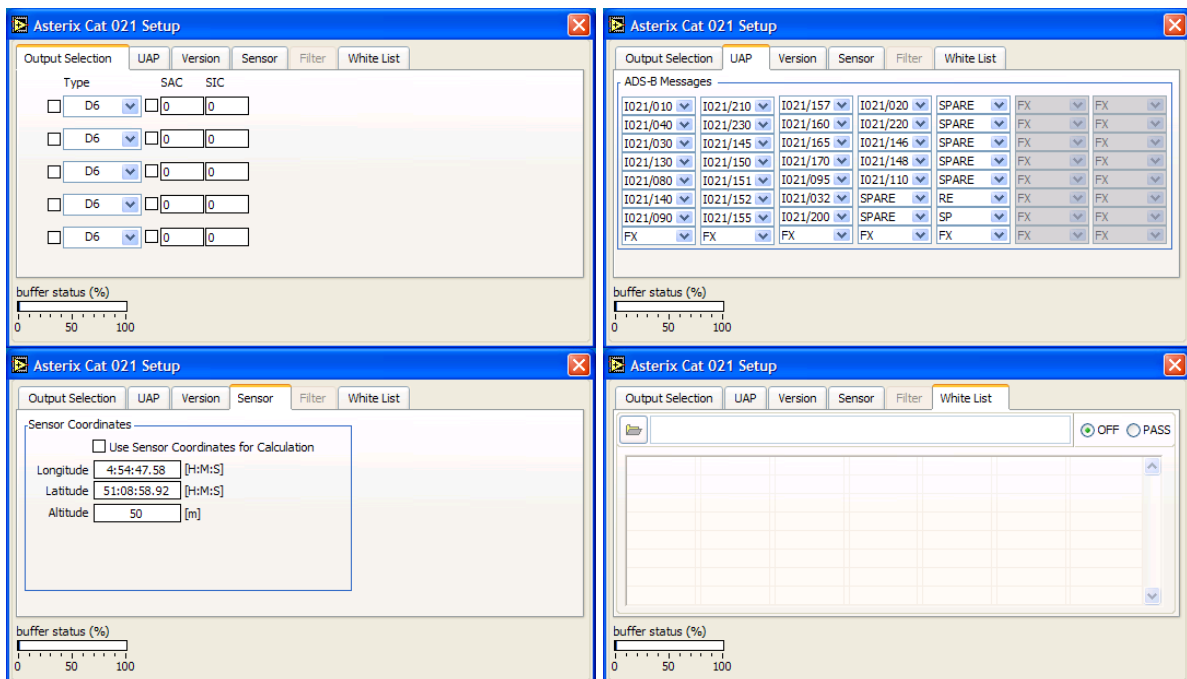 Asterix Cat 021 Setup
Output Selection UAP Version Sensor Filter White List
Type SAC SIC
D6 0 0
D6 0 0
D6 0 0
D6 0 0
D6 0 0
buffer status (%)
0 50 100
Asterix Cat 021 Setup
Output Selection UAP Version Sensor Filter White List
ADS-B Messages
I021/010 I021/210 I021/157 I021/020 SPARE FX FX
I021/040 I021/230 I021/160 I021/220 SPARE FX FX
I021/030 I021/145 I021/165 I021/146 SPARE FX FX
I021/130 I021/150 I021/170 I021/148 SPARE FX FX
I021/080 I021/151 I021/095 I021/110 SPARE FX FX
I021/140 I021/152 I021/032 SPARE RE FX FX
I021/090 I021/155 I021/200 SPARE SP FX FX
FX FX FX FX FX FX FX
buffer status (%)
0 50 100
Asterix Cat 021 Setup
Output Selection UAP Version Sensor Filter White List
Sensor Coordinates
Use Sensor Coordinates for Calculation
Longitude 4:54:47.58 [H:M:S]
Latitude 51:08:58.92 [H:M:S]
Altitude 50 [m]
buffer status (%)
0 50 100
Asterix Cat 021 Setup
Output Selection UAP Version Sensor Filter White List
OFF PASS
buffer status (%)
0 50 100